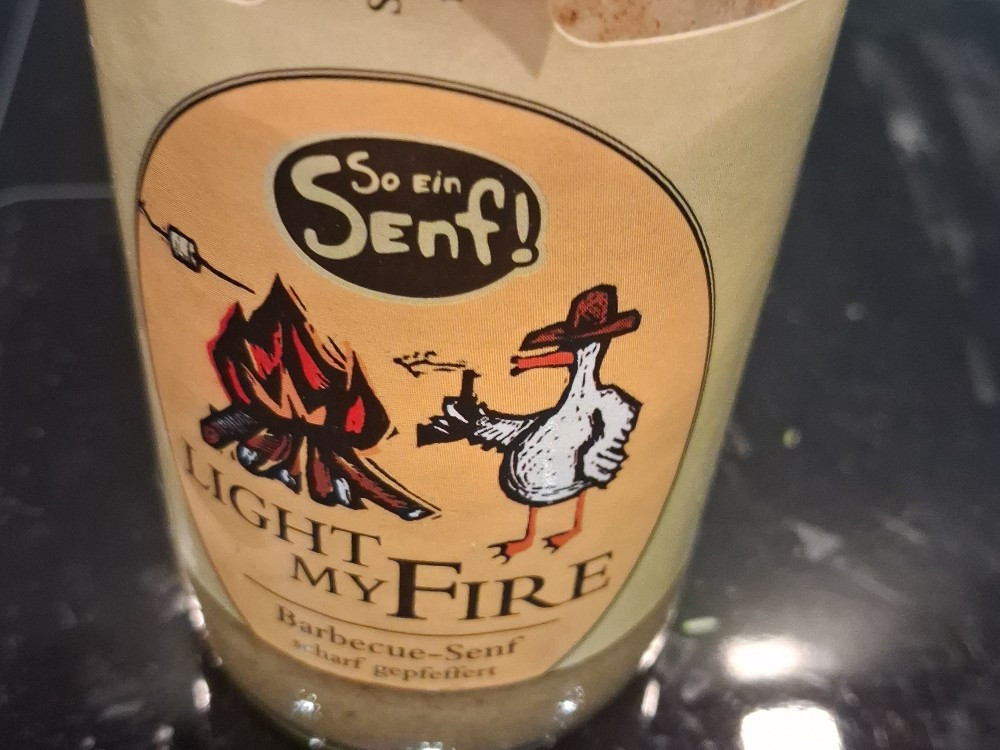 So Ein
Senf!
LIGHT
MY FIRE
Barbecue-Senf
scharf gepfeffert